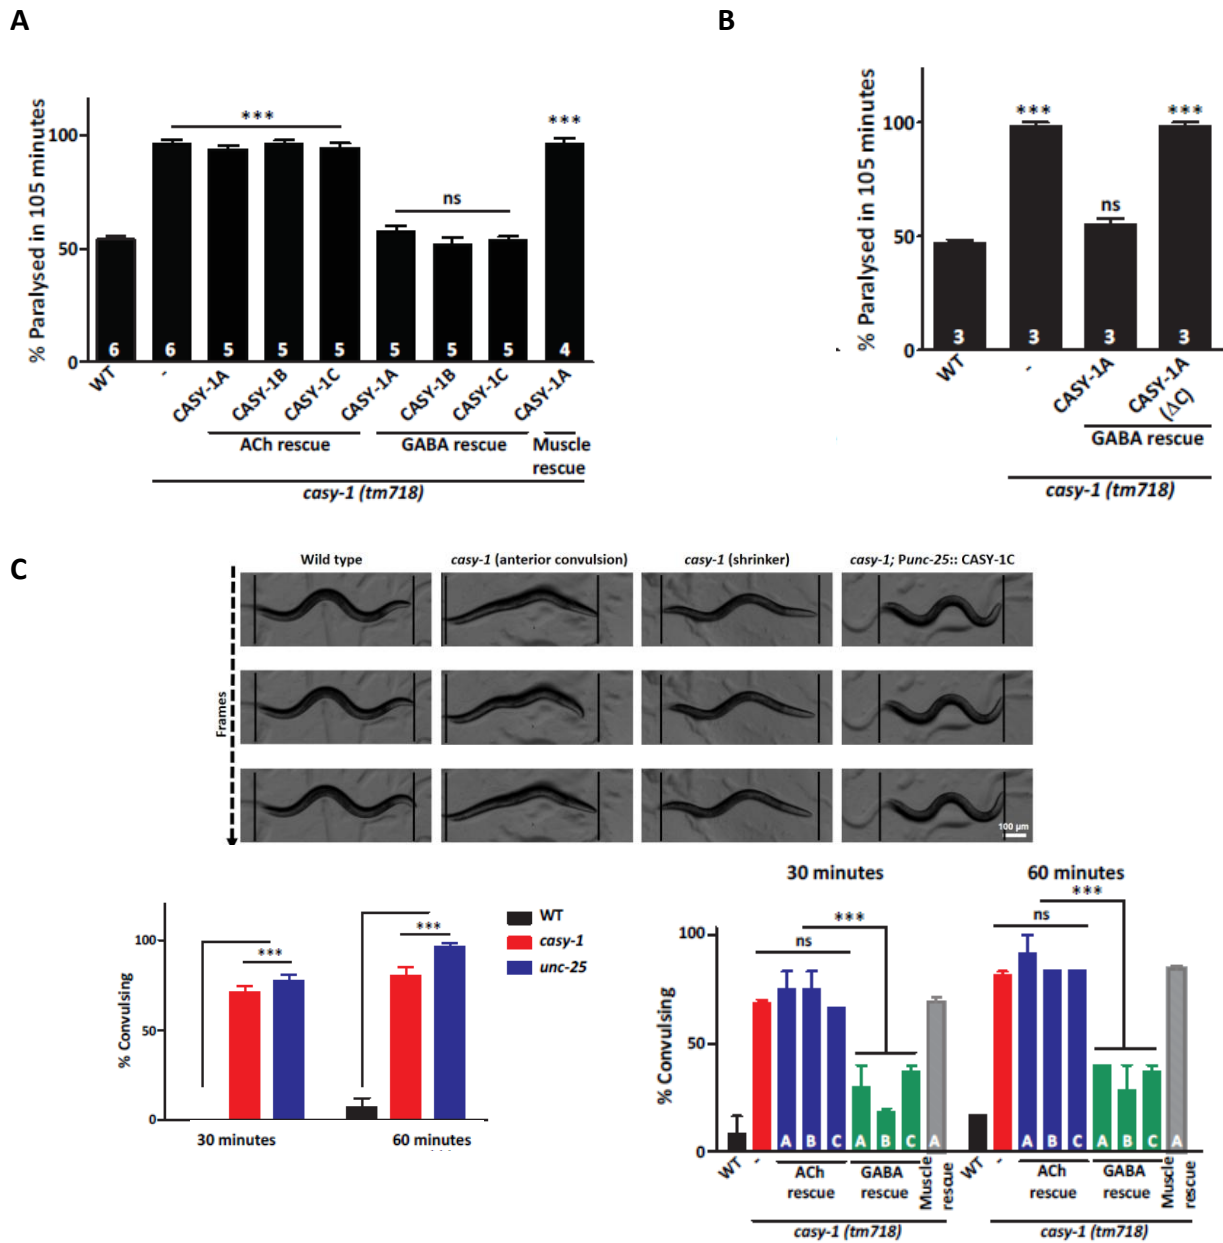 A
B
% Paralysed in 105 minutes
100
50
0
***
ns
***
6
6
5
5
5
5
5
5
4
WT
-
CASY-1A
CASY-1B
CASY-1C
CASY-1A
CASY-1B
CASY-1C
CASY-1A
ACh rescue
GABA rescue
Muscle
rescue
casy-1 (tm718)
% Paralysed in 105 minutes
100
50
0
***
ns
***
3
3
3
3
WT
-
CASY-1A
CASY-1A
(ΔC)
GABA rescue
casy-1 (tm718)
C
Wild type
casy-1 (anterior convulsion)
casy-1 (shrinker)
casy-1; Punc-25:: CASY-1C
Frames
100 µm
% Convulsing
100
50
0
***
***
30 minutes
60 minutes
WT
casy-1
unc-25
30 minutes
60 minutes
% Convulsing
100
50
0
ns
***
ns
***
A
B
C
A
B
C
A
A
B
C
A
B
C
A
WT
-
ACh
rescue
GABA
rescue
Muscle
rescue
WT
-
ACh
rescue
GABA
rescue
Muscle
rescue
casy-1 (tm718)
casy-1 (tm718)